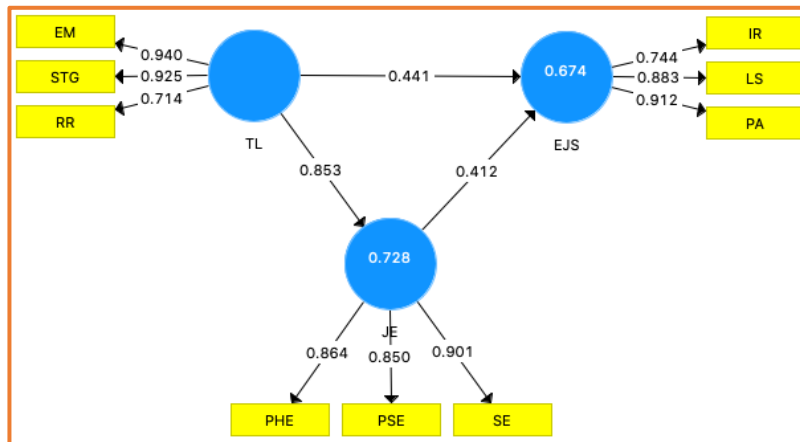 EM
0.940
STG
0.925
RR
0.714
TL
0.441
0.674
EJS
0.744
IR
0.883
LS
0.912
PA
0.853
0.412
0.728
JE
0.864
0.850
0.901
PHE
PSE
SE